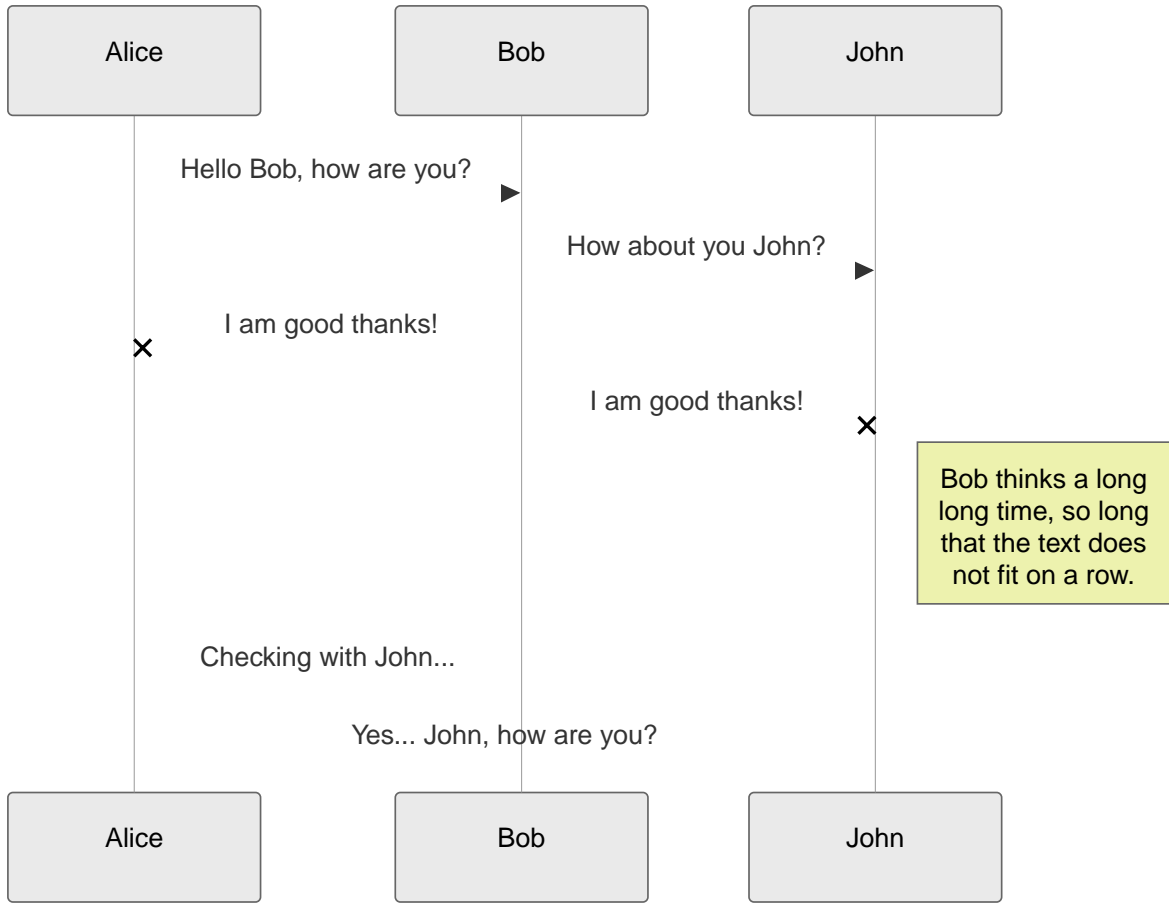 Alice
Bob
John
Hello Bob, how are you?
How about you John?
I am good thanks!
I am good thanks!
Bob thinks a long
long time, so long
that the text does
not fit on a row.
Checking with John...
Yes... John, how are you?
Alice
Bob
John